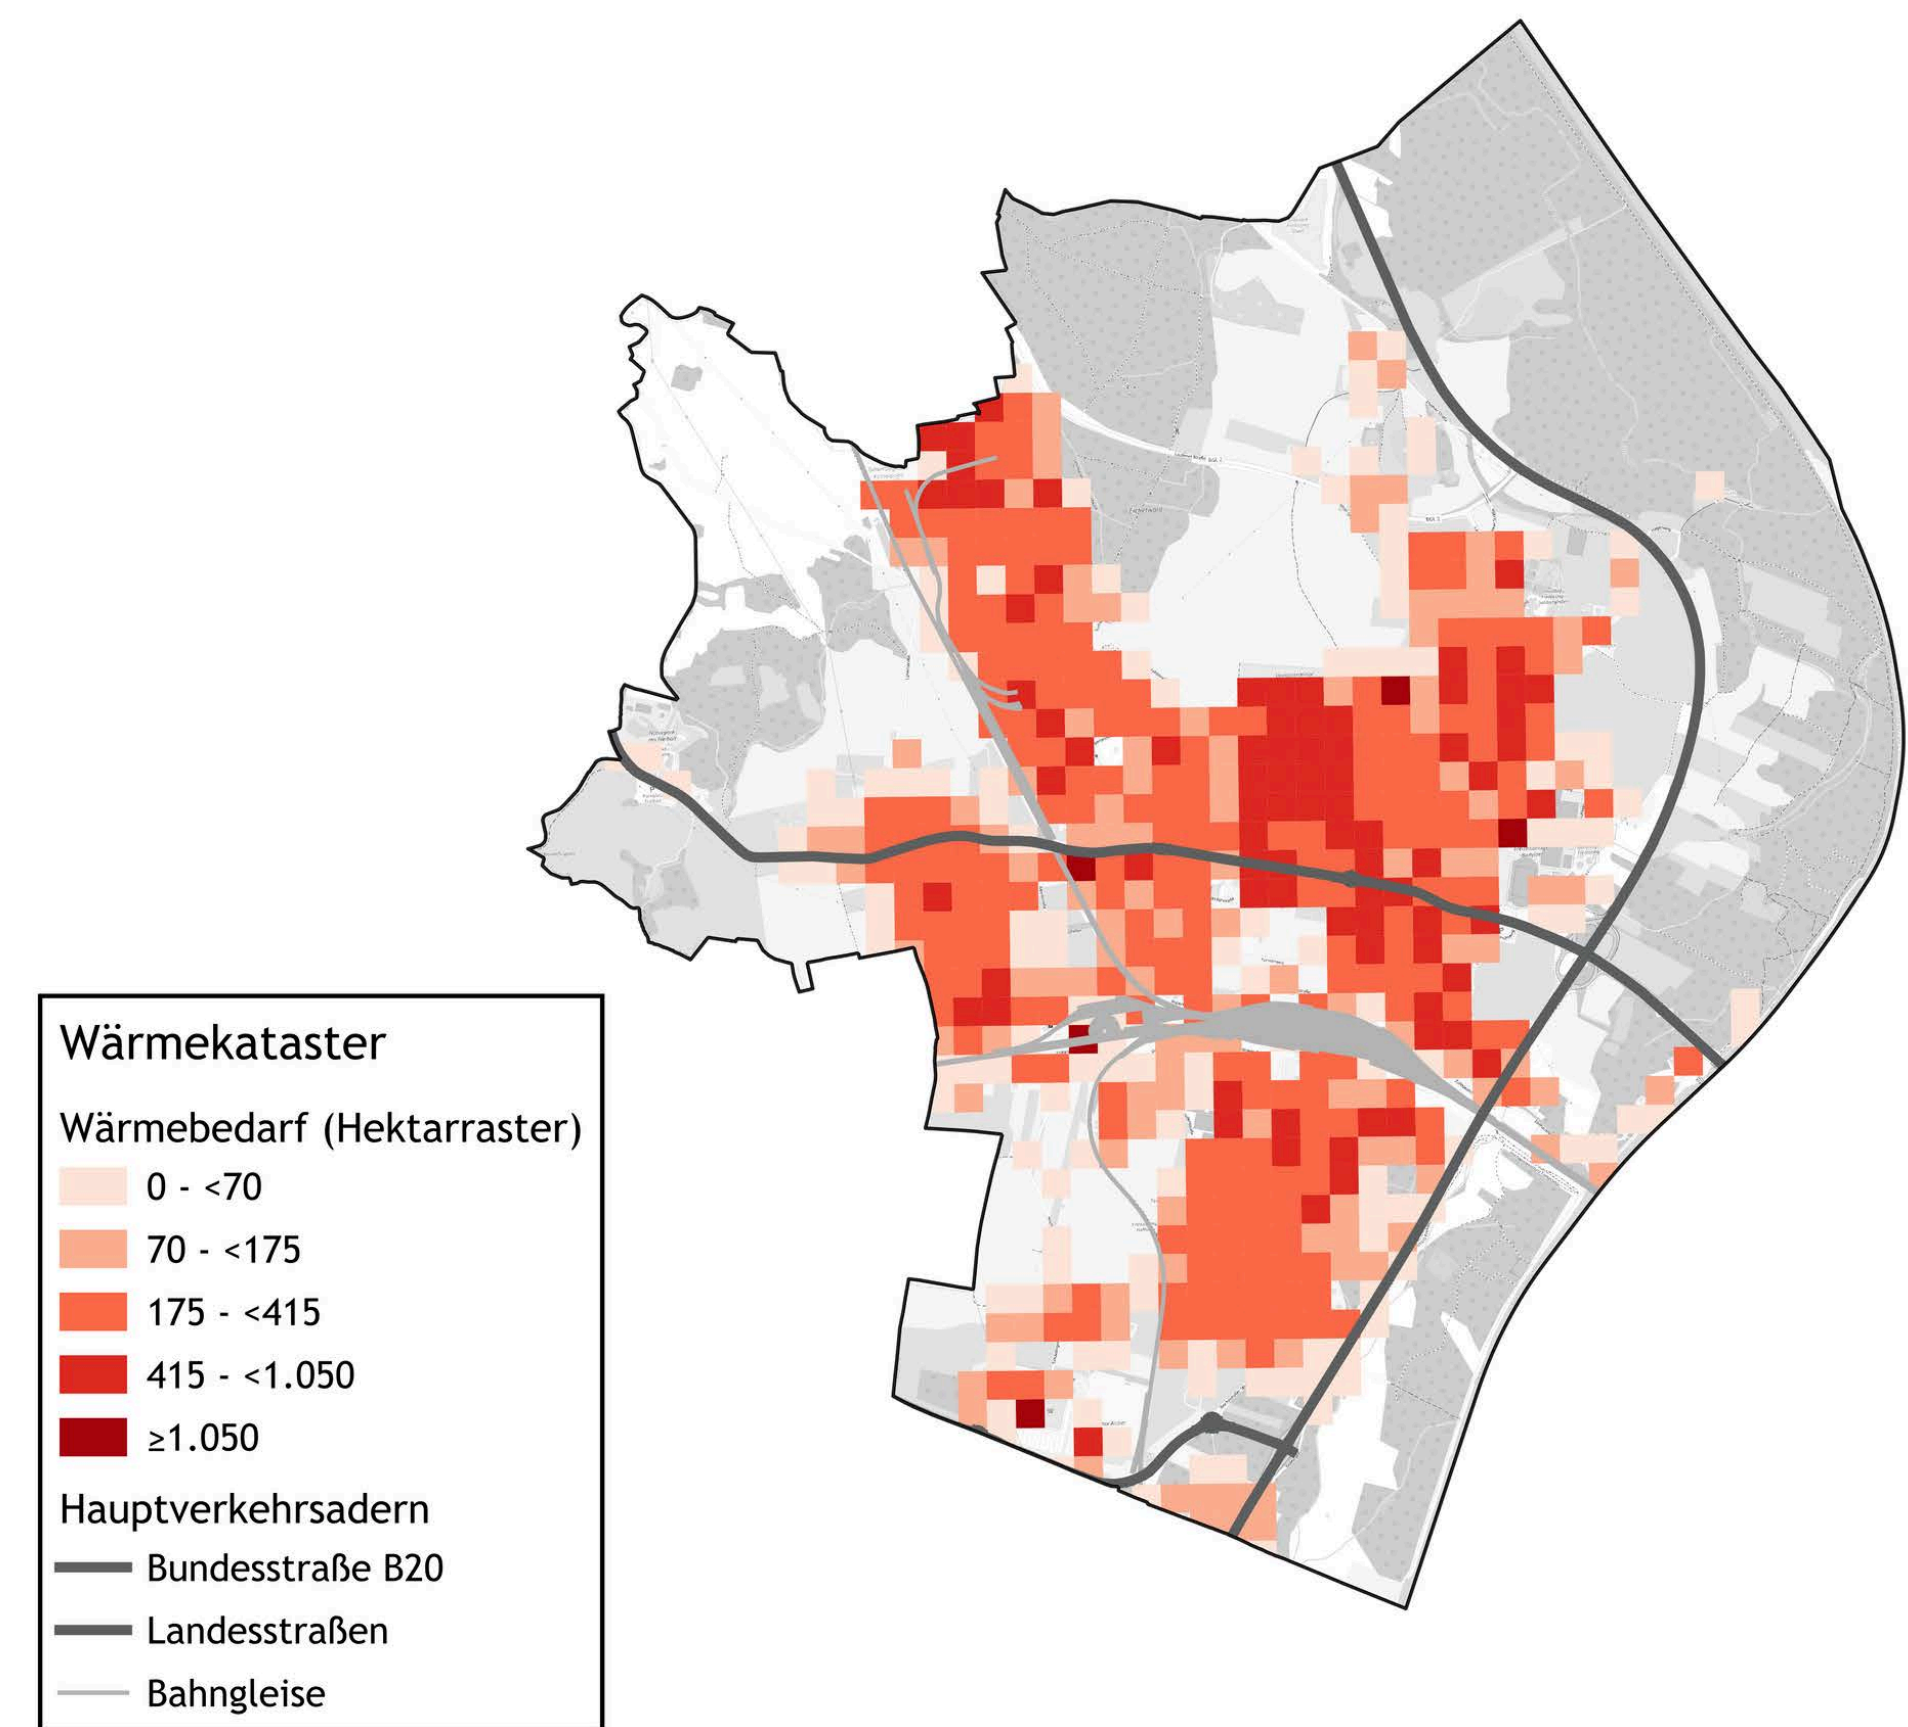 Wärmekataster
Wärmebedarf (Hektarraster)
0 - <70
70 - <175
175 - <415
415 - <1.050
≥1.050
Hauptverkehrsadern
Bundesstraße B20
Landesstraßen
Bahngleise